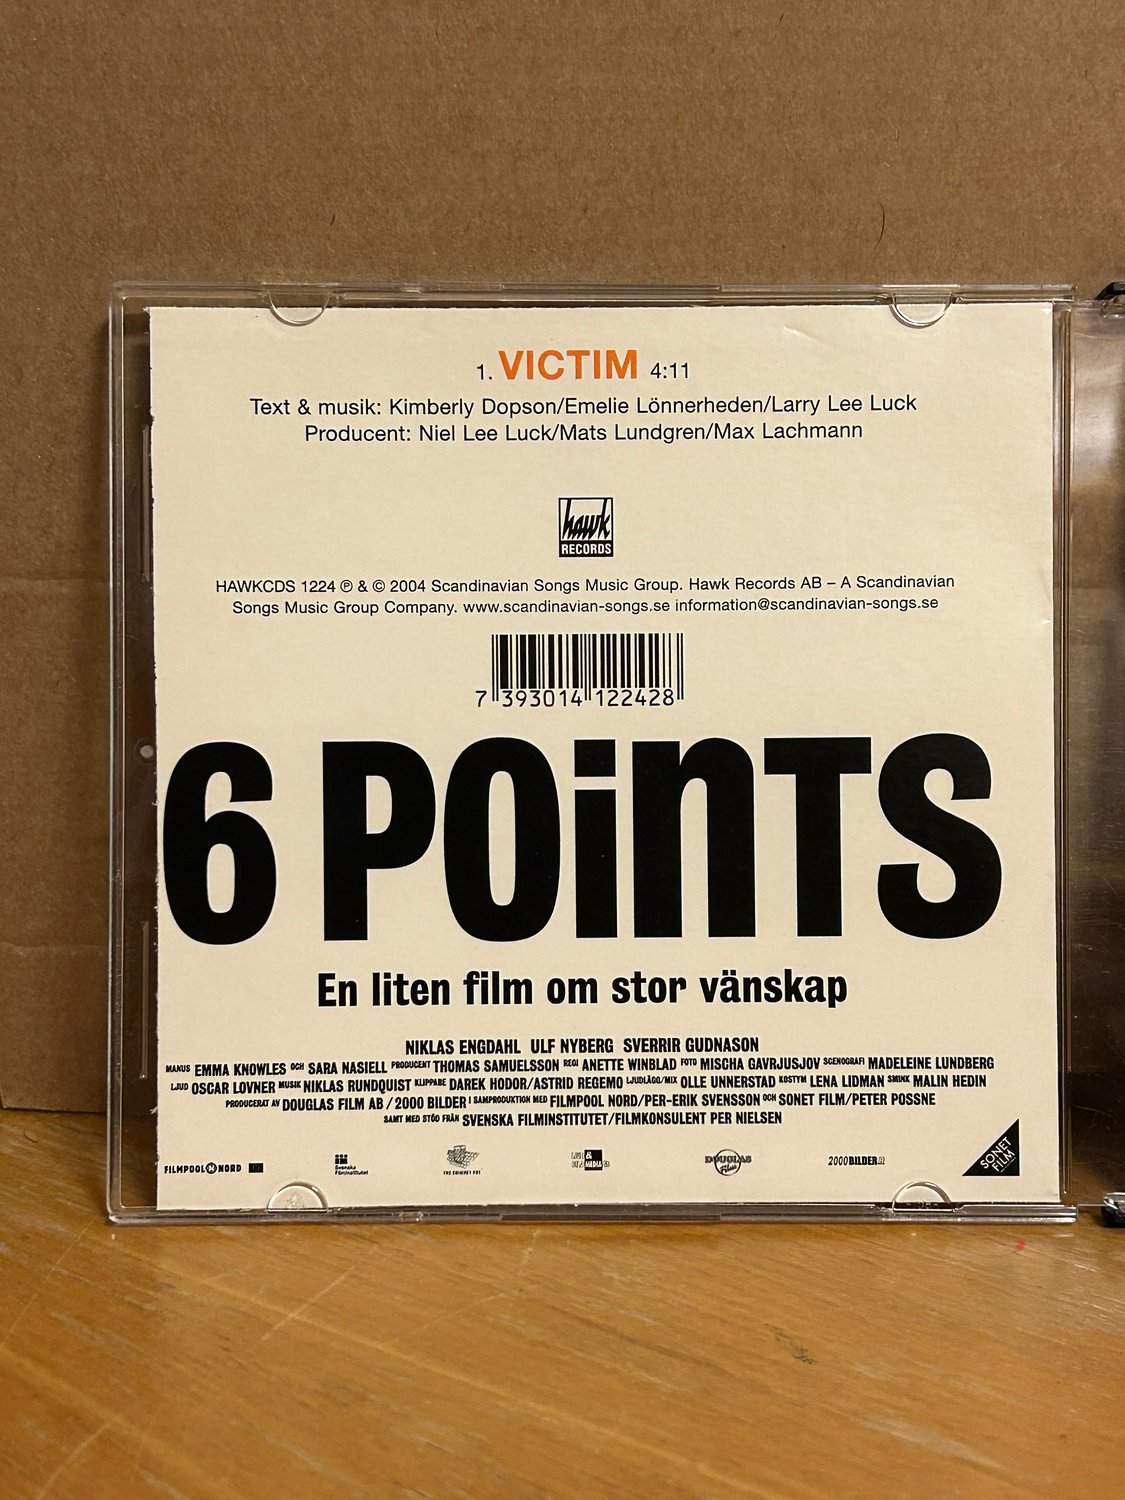 1. VICTIM 4:11
Text & musik: Kimberly Dopson/Emelie Lönnerheden/Larry Lee Luck
Producent: Niel Lee Luck/Mats Lundgren/Max Lachmann
hawk
RECORDS
HAWKCDS 1224 ℗ & © 2004 Scandinavian Songs Music Group. Hawk Records AB – A Scandinavian
Songs Music Group Company. www.scandinavian-songs.se information@scandinavian-songs.se
7 393014 122428
6 POiNTS
En liten film om stor vänskap
NIKLAS ENGDAHL ULF NYBERG SVERRIR GUDNASON
MANUS EMMA KNOWLES OCH SARA NASIELL PRODUCENT THOMAS SAMUELSSON REGI ANETTE WINBLAD FOTO MISCHA GAVRJUSJOV SCENOGRAFI MADELEINE LUNDBERG
LJUD OSCAR LOVNER MUSIK NIKLAS RUNDQUIST KLIPPARE DAREK HODOR/ASTRID REGEMO LJUDLÄGG/MIX OLLE UNNERSTAD KOSTYM LENA LIDMAN SMINK MALIN HEDIN
PRODUCERAT AV DOUGLAS FILM AB / 2000 BILDER I SAMPRODUKTION MED FILMPOOL NORD/PER-ERIK SVENSSON OCH SONET FILM/PETER POSSNE
SAMT MED STÖD FRÅN SVENSKA FILMINSTITUTET/FILMKONSULENT PER NIELSEN
FILMPOOL NORD
Svenska
Filminstitutet
DOUGLAS
Film
2000BILDER
SONET
FILM